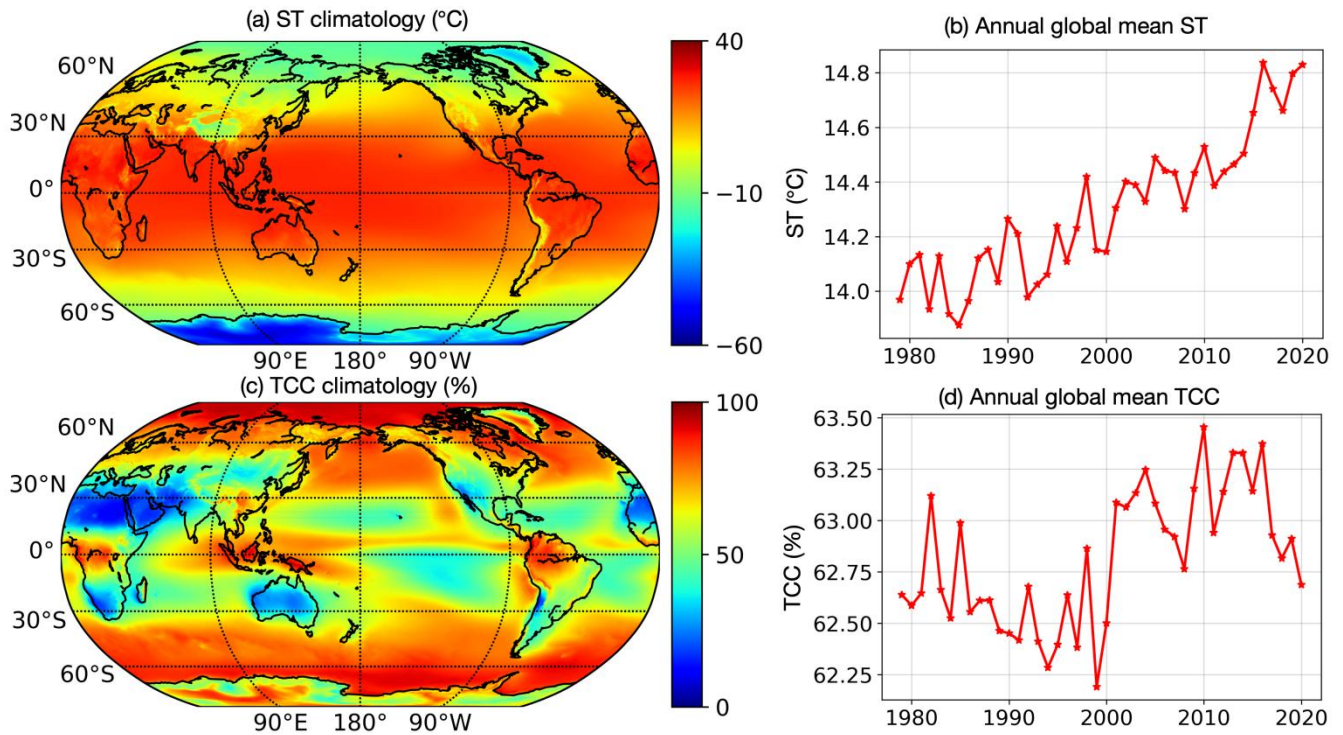 (a) ST climatology (°C)
60°N
30°N
0°
30°S
60°S
90°E 180° 90°W
40
−10
−60
(b) Annual global mean ST
ST (°C)
14.8
14.6
14.4
14.2
14.0
1980 1990 2000 2010 2020
(c) TCC climatology (%)
60°N
30°N
0°
30°S
60°S
90°E 180° 90°W
100
50
0
(d) Annual global mean TCC
TCC (%)
63.50
63.25
63.00
62.75
62.50
62.25
1980 1990 2000 2010 2020